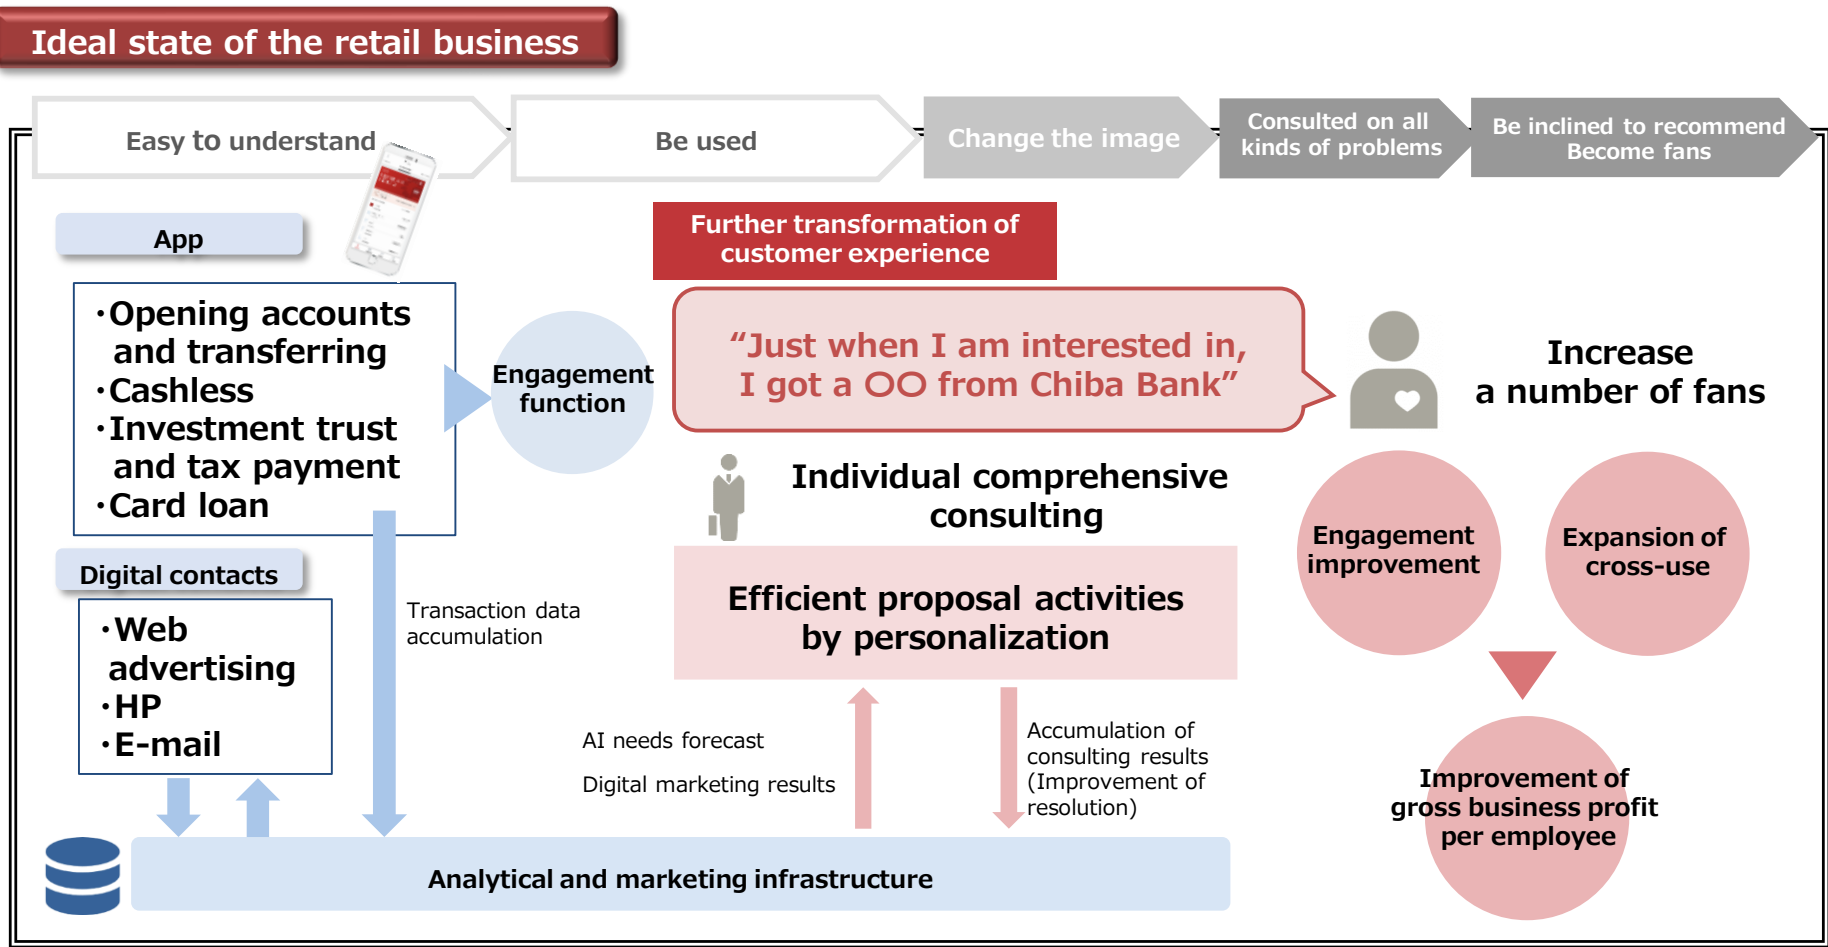 Ideal state of the retail business
Easy to understand
Be used
Change the image
Consulted on all
kinds of problems
Be inclined to recommend
Become fans
App
・Opening accounts
and transferring
・Cashless
・Investment trust
and tax payment
・Card loan
Engagement
function
Further transformation of
customer experience
“Just when I am interested in,
I got a 〇〇 from Chiba Bank”
Increase
a number of fans
Individual comprehensive
consulting
Efficient proposal activities
by personalization
Engagement
improvement
Expansion of
cross-use
Digital contacts
・Web
advertising
・HP
・E-mail
Transaction data
accumulation
AI needs forecast
Digital marketing results
Accumulation of
consulting results
(Improvement of
resolution)
Improvement of
gross business profit
per employee
Analytical and marketing infrastructure